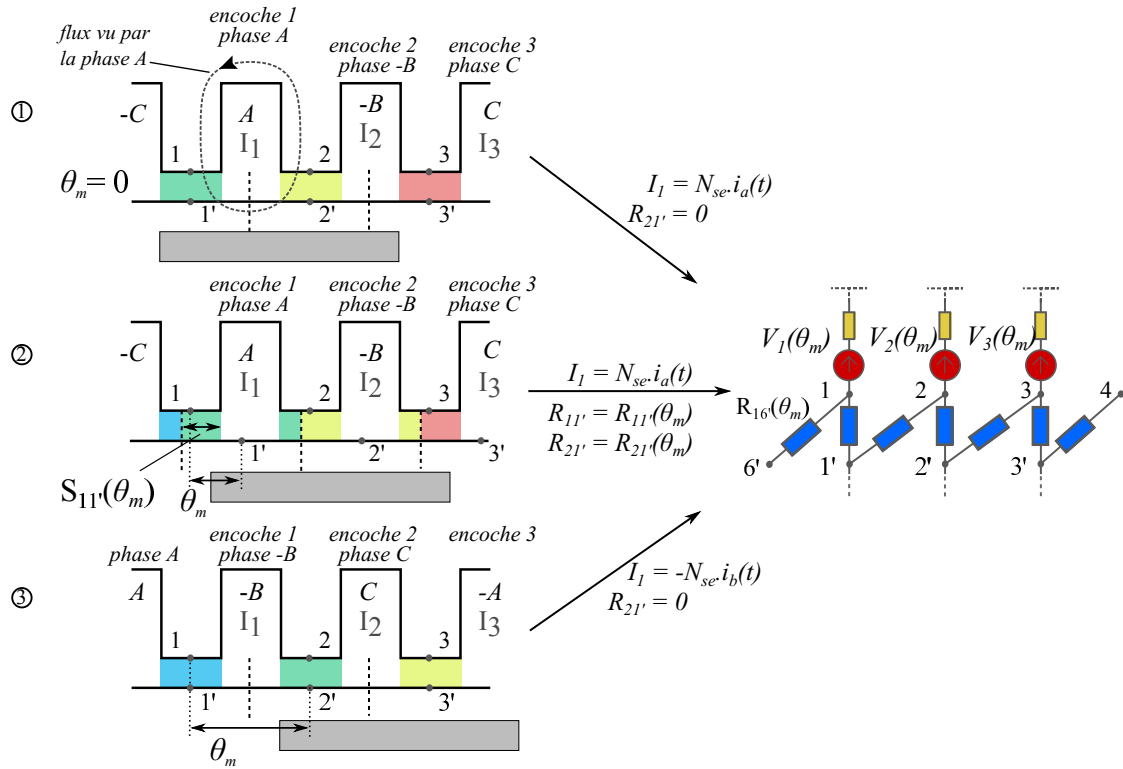 encoche 1
phase A
flux vu par
la phase A
encoche 2
phase -B
encoche 3
phase C
①
-C
A
-B
C
I1
I2
I3
1
2
3
θm = 0
1'
2'
3'
I1 = Nse.ia(t)
R21' = 0
encoche 1
phase A
encoche 2
phase -B
encoche 3
phase C
②
-C
A
-B
C
I1
I2
I3
1
2
3
1'
2'
3'
S11'(θm)
θm
I1 = Nse.ia(t)
R11' = R11'(θm)
R21' = R21'(θm)
V1(θm)
V2(θm)
V3(θm)
1
2
3
4
R16'(θm)
6'
1'
2'
3'
phase A
encoche 1
phase -B
encoche 2
phase C
encoche 3
③
A
-B
C
-A
I1
I2
I3
1
2
3
1'
2'
3'
θm
I1 = -Nse.ib(t)
R21' = 0